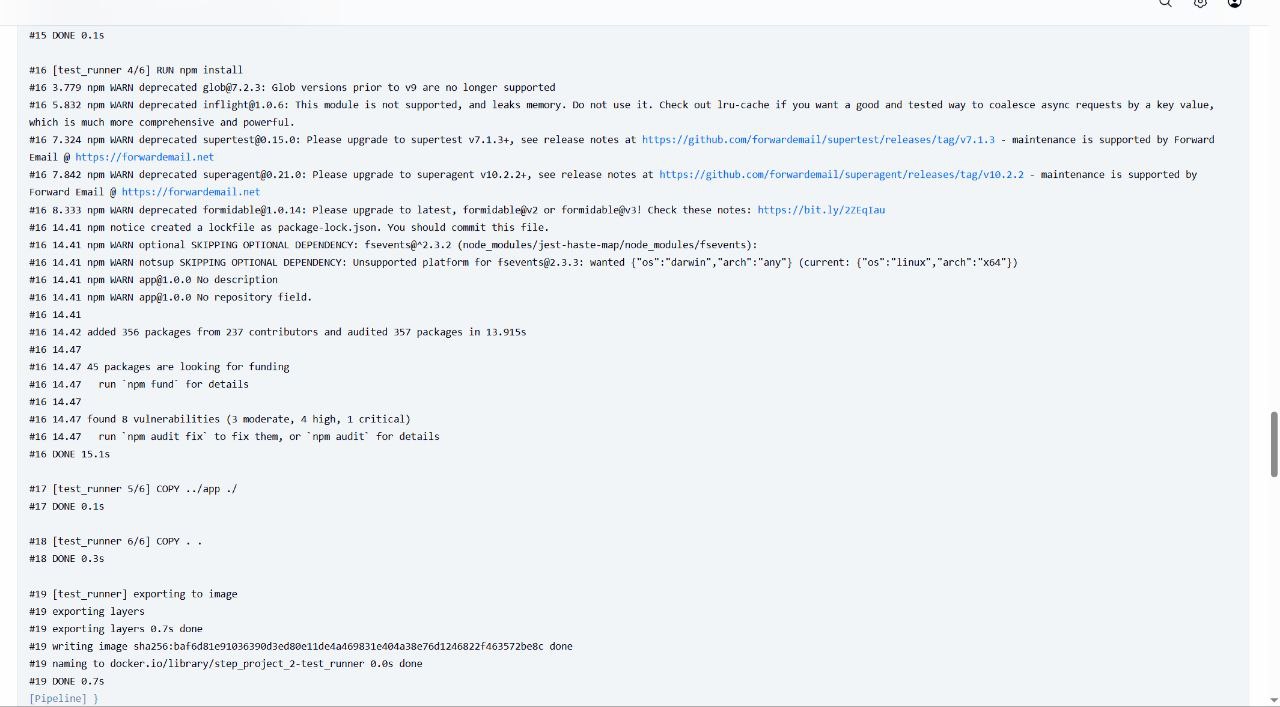 #15 DONE 0.1s
#16 [test_runner 4/6] RUN npm install
#16 3.779 npm WARN deprecated glob@7.2.3: Glob versions prior to v9 are no longer supported
#16 5.832 npm WARN deprecated inflight@1.0.6: This module is not supported, and leaks memory. Do not use it. Check out lru-cache if you want a good and tested way to coalesce async requests by a key value,
which is much more comprehensive and powerful.
#16 7.324 npm WARN deprecated supertest@0.15.0: Please upgrade to supertest v7.1.3+, see release notes at https://github.com/forwardemail/supertest/releases/tag/v7.1.3 - maintenance is supported by Forward
Email @ https://forwardemail.net
#16 7.842 npm WARN deprecated superagent@0.21.0: Please upgrade to superagent v10.2.2+, see release notes at https://github.com/forwardemail/superagent/releases/tag/v10.2.2 - maintenance is supported by
Forward Email @ https://forwardemail.net
#16 8.333 npm WARN deprecated formidable@1.0.14: Please upgrade to latest, formidable@v2 or formidable@v3! Check these notes: https://bit.ly/2ZEqIau
#16 14.41 npm notice created a lockfile as package-lock.json. You should commit this file.
#16 14.41 npm WARN optional SKIPPING OPTIONAL DEPENDENCY: fsevents@^2.3.2 (node_modules/jest-haste-map/node_modules/fsevents):
#16 14.41 npm WARN notsup SKIPPING OPTIONAL DEPENDENCY: Unsupported platform for fsevents@2.3.3: wanted {"os":"darwin","arch":"any"} (current: {"os":"linux","arch":"x64"})
#16 14.41 npm WARN app@1.0.0 No description
#16 14.41 npm WARN app@1.0.0 No repository field.
#16 14.41
#16 14.42 added 356 packages from 237 contributors and audited 357 packages in 13.915s
#16 14.47
#16 14.47 45 packages are looking for funding
#16 14.47   run `npm fund` for details
#16 14.47
#16 14.47 found 8 vulnerabilities (3 moderate, 4 high, 1 critical)
#16 14.47   run `npm audit fix` to fix them, or `npm audit` for details
#16 DONE 15.1s
#17 [test_runner 5/6] COPY ../app ./
#17 DONE 0.1s
#18 [test_runner 6/6] COPY . .
#18 DONE 0.3s
#19 [test_runner] exporting to image
#19 exporting layers
#19 exporting layers 0.7s done
#19 writing image sha256:baf6d81e91036390d3ed80e11de4a469831e404a38e76d1246822f463572be8c done
#19 naming to docker.io/library/step_project_2-test_runner 0.0s done
#19 DONE 0.7s
[Pipeline] }